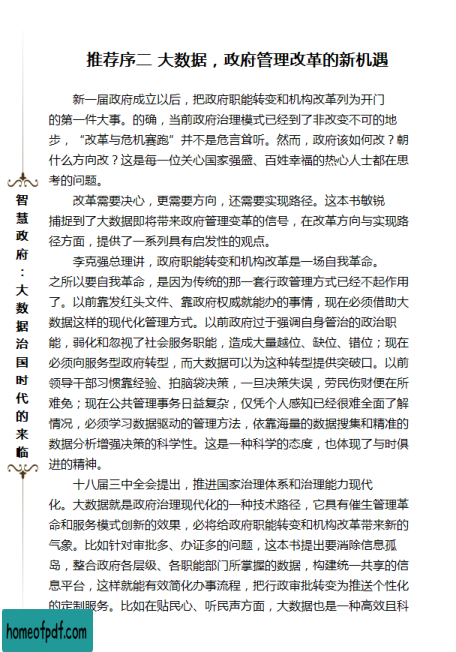 推荐序二 大数据，政府管理改革的新机遇
新一届政府成立以后，把政府职能转变和机构改革列为开门
的第一件大事。的确，当前政府治理模式已经到了非改变不可的地
步，“改革与危机赛跑”并不是危言耸听。然而，政府该如何改？朝
什么方向改？这是每一位关心国家强盛、百姓幸福的热心人士都在思
考的问题。
改革需要决心，更需要方向，还需要实现路径。这本书敏锐
捕捉到了大数据即将带来政府管理变革的信号，在改革方向与实现路
径方面，提供了一系列具有启发性的观点。
李克强总理讲，政府职能转变和机构改革是一场自我革命。
之所以要自我革命，是因为传统的那一套行政管理方式已经不起作用
了。以前靠发红头文件、靠政府权威就能办的事情，现在必须借助大
数据这样的现代化管理方式。以前政府过于强调自身管治的政治职
能，弱化和忽视了社会服务职能，造成大量越位、缺位、错位；现在
必须向服务型政府转型，而大数据可以为这种转型提供突破口。以前
领导干部习惯靠经验、拍脑袋决策，一旦决策失误，劳民伤财便在所
难免；现在公共管理事务日益复杂，仅凭个人感知已经很难全面了解
情况，必须学习数据驱动的管理方法，依靠海量的数据搜集和精准的
数据分析增强决策的科学性。这是一种科学的态度，也体现了与时俱
进的精神。
十八届三中全会提出，推进国家治理体系和治理能力现代
化。大数据就是政府治理现代化的一种技术路径，它具有催生管理革
命和服务模式创新的效果，必将给政府职能转变和机构改革带来新的
气象。比如针对审批多、办证多的问题，这本书提出要消除信息孤
岛，整合政府各层级、各职能部门所掌握的数据，构建统一共享的信
息平台，这样就能有效简化办事流程，把行政审批转变为推送个性化
的定制服务。比如在贴民心、听民声方面，大数据也是一种高效且科
智慧政府：大数据治国时代的来临
homeofpdf.com